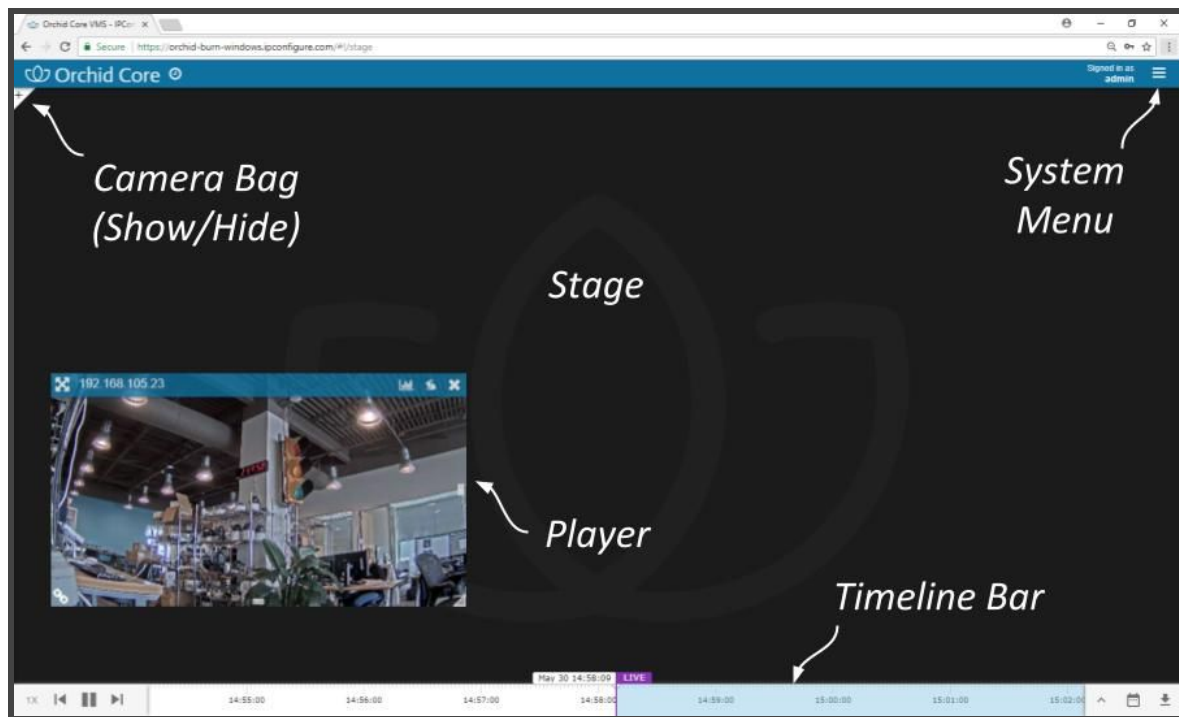 Orchid Core VMS - IPCon
Secure | https://orchid-burn-windows.ipconfigure.com/#!/stage
Orchid Core
Signed in as
admin
Camera Bag
(Show/Hide)
System
Menu
Stage
192.168.105.23
Player
Timeline Bar
May 30 14:58:09 LIVE
1X 14:55:00 14:56:00 14:57:00 14:58:00 14:59:00 15:00:00 15:01:00 15:02:00